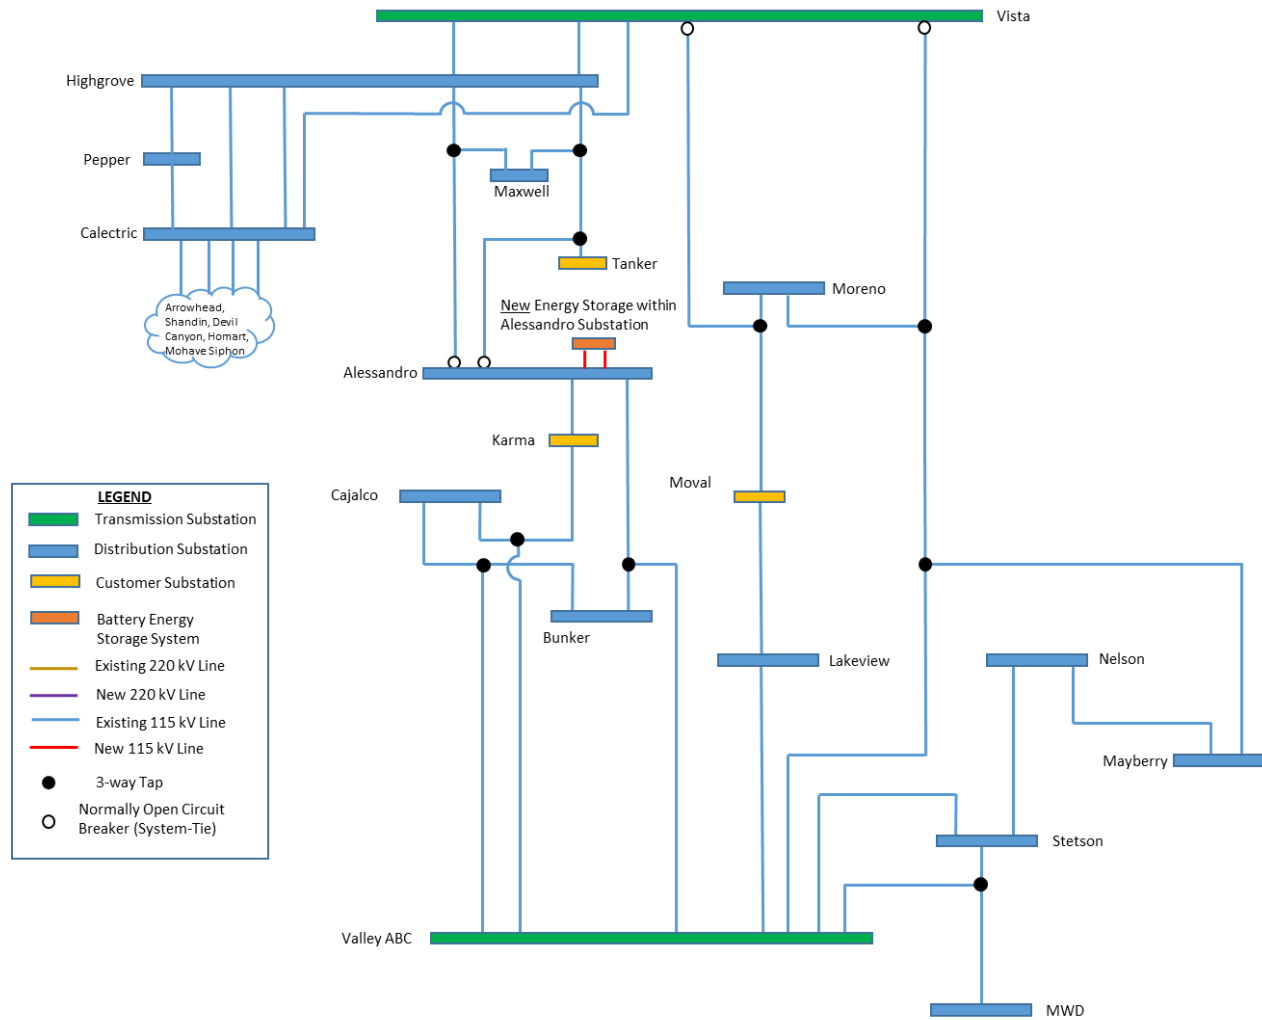 Vista
Highgrove
Pepper
Maxwell
Calectric
Tanker
Moreno
Arrowhead,
Shandin, Devil
Canyon, Homart,
Mohave Siphon
New Energy Storage within
Alessandro Substation
Alessandro
Karma
Cajalco
Moval
LEGEND
Transmission Substation
Distribution Substation
Customer Substation
Battery Energy
Storage System
Existing 220 kV Line
New 220 kV Line
Existing 115 kV Line
New 115 kV Line
3-way Tap
Normally Open Circuit
Breaker (System-Tie)
Bunker
Lakeview
Nelson
Mayberry
Stetson
Valley ABC
MWD